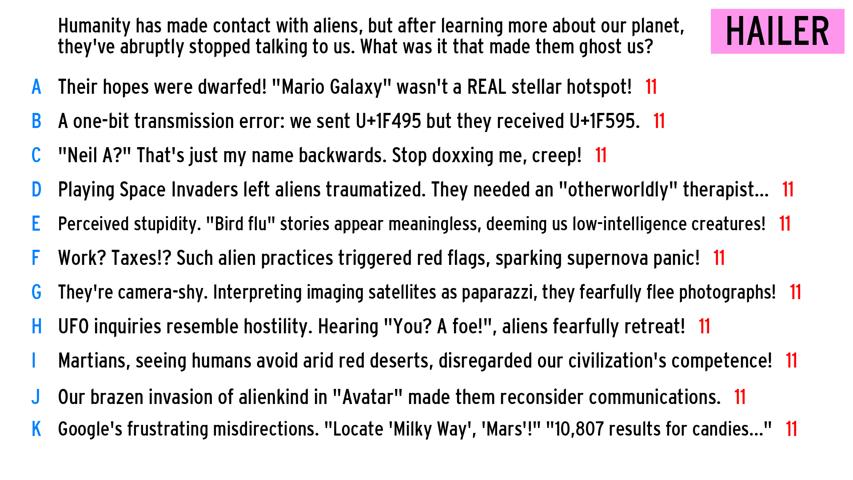 Humanity has made contact with aliens, but after learning more about our planet,
they've abruptly stopped talking to us. What was it that made them ghost us?
HAILER
A Their hopes were dwarfed! "Mario Galaxy" wasn't a REAL stellar hotspot! 11
B A one-bit transmission error: we sent U+1F495 but they received U+1F595. 11
C "Neil A?" That's just my name backwards. Stop doxxing me, creep! 11
D Playing Space Invaders left aliens traumatized. They needed an "otherworldly" therapist... 11
E Perceived stupidity. "Bird flu" stories appear meaningless, deeming us low-intelligence creatures! 11
F Work? Taxes!? Such alien practices triggered red flags, sparking supernova panic! 11
G They're camera-shy. Interpreting imaging satellites as paparazzi, they fearfully flee photographs! 11
H UFO inquiries resemble hostility. Hearing "You? A foe!", aliens fearfully retreat! 11
I Martians, seeing humans avoid arid red deserts, disregarded our civilization's competence! 11
J Our brazen invasion of alienkind in "Avatar" made them reconsider communications. 11
K Google's frustrating misdirections. "Locate 'Milky Way', 'Mars'!" "10,807 results for candies..." 11